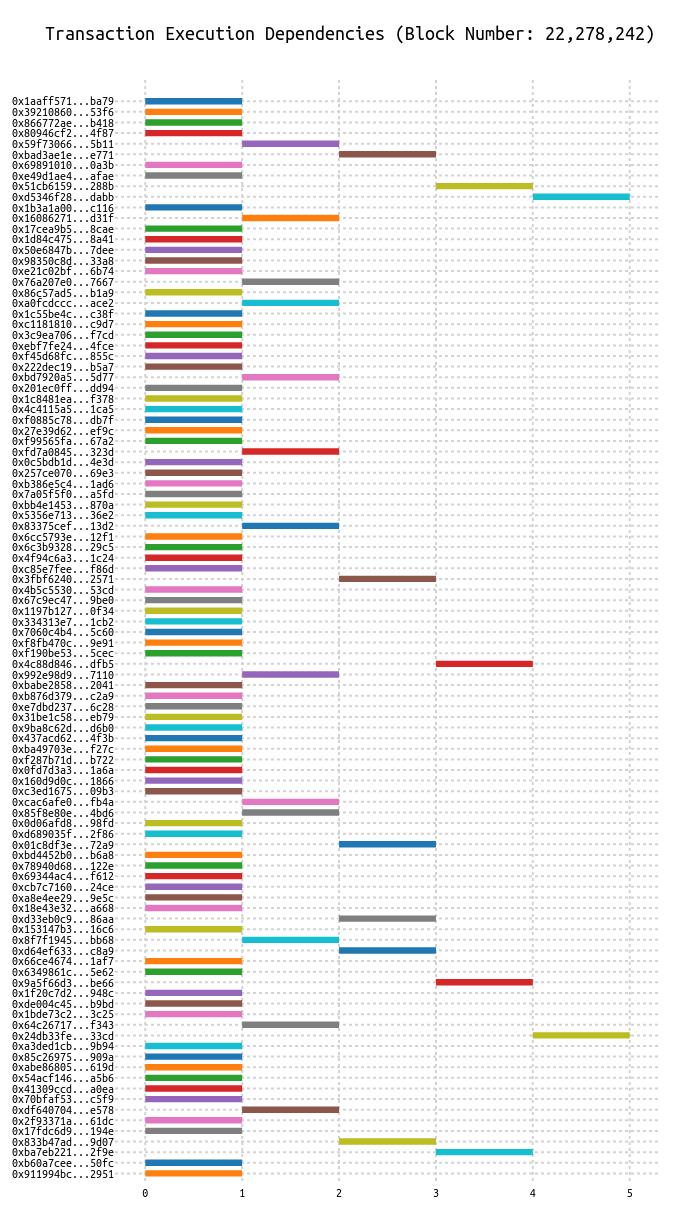 Transaction Execution Dependencies (Block Number: 22,278,242)
0x1aaff571...ba79
0x39210860...53f6
0x866772ae...b418
0x80946cf2...4f87
0x59f73066...5b11
0xbad3ae1e...e771
0x69891010...0a3b
0xe49d1ae4...afae
0x51cb6159...288b
0xd5346f28...dabb
0x1b3a1a00...c116
0x16086271...d31f
0x17cea9b5...8cae
0x1d84c475...8a41
0x50e6847b...7dee
0x98350c8d...33a8
0xe21c02bf...6b74
0x76a207e0...7667
0x86c57ad5...b1a9
0xa0fcdccc...ace2
0x1c55be4c...c38f
0xc1181810...c9d7
0x3c9ea706...f7cd
0xebf7fe24...4fce
0xf45d68fc...855c
0x222dec19...b5a7
0xbd7920a5...5d77
0x201ec0ff...dd94
0x1c8481ea...f378
0x4c4115a5...1ca5
0xf0885c78...db7f
0x27e39d62...ef9c
0xf99565fa...67a2
0xfd7a0845...323d
0x0c5bdb1d...4e3d
0x257ce070...69e3
0xb386e5c4...1ad6
0x7a05f5f0...a5fd
0xbb4e1453...870a
0x5356e713...36e2
0x83375cef...13d2
0x6cc5793e...12f1
0x6c3b9328...29c5
0x4f94c6a3...1c24
0xc85e7fee...f86d
0x3fbf6240...2571
0x4b5c5530...53cd
0x67c9ec47...9be0
0x1197b127...0f34
0x334313e7...1cb2
0x7060c4b4...5c60
0xf8fb470c...9e91
0xf190be53...5cec
0x4c88d846...dfb5
0x992e98d9...7110
0xbabe2858...2041
0xb876d379...c2a9
0xe7dbd237...6c28
0x31be1c58...eb79
0x9ba8c62d...d6b0
0x437acd62...4f3b
0xba49703e...f27c
0xf287b71d...b722
0x0fd7d3a3...1a6a
0x160d9d0c...1866
0xc3ed1675...09b3
0xcac6afe0...fb4a
0x85f8e80e...4bd6
0x0d06afd8...98fd
0xd689035f...2f86
0x01c8df3e...72a9
0xbd4452b0...b6a8
0x78940d68...122e
0x69344ac4...f612
0xcb7c7160...24ce
0xa8e4ee29...9e5c
0x18e43e32...a668
0xd33eb0c9...86aa
0x153147b3...16c6
0x8f7f1945...bb68
0xd64ef633...c8a9
0x66ce4674...1af7
0x6349861c...5e62
0x9a5f66d3...be66
0x1f20c7d2...948c
0xde004c45...b9bd
0x1bde73c2...3c25
0x64c26717...f343
0x24db33fe...33cd
0xa3ded1cb...9b94
0x85c26975...909a
0xabe86805...619d
0x54acf146...a5b6
0x41309ccd...a0ea
0x70bfaf53...c5f9
0xdf640704...e578
0x2f93371a...61dc
0x17fdc6d9...194e
0x833b47ad...9d07
0xba7eb221...2f9e
0xb60a7cee...50fc
0x911994bc...2951
0 1 2 3 4 5